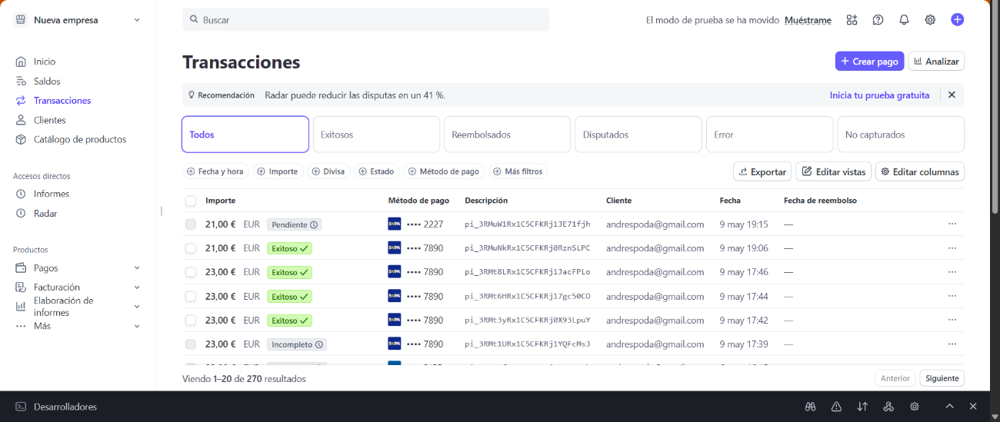 Nueva empresa
Buscar
El modo de prueba se ha movido Muéstrame
Inicio
Saldos
Transacciones
Clientes
Catálogo de productos
Accesos directos
Informes
Radar
Productos
Pagos
Facturación
Elaboración de
informes
Más
Transacciones
+ Crear pago
Analizar
Recomendación Radar puede reducir las disputas en un 41 %. Inicia tu prueba gratuita
Todos Exitosos Reembolsados Disputados Error No capturados
Fecha y hora Importe Divisa Estado Método de pago Más filtros Exportar Editar vistas Editar columnas
Importe Método de pago Descripción Cliente Fecha Fecha de reembolso
21,00 € EUR Pendiente SEPA •••• 2227 pi_3RMuW1Rx1C5CFKRj1JE71fjh andrespoda@gmail.com 9 may 19:15 — ···
21,00 € EUR Exitoso SEPA •••• 7890 pi_3RMuNkRx1C5CFKRj0RznSLPC andrespoda@gmail.com 9 may 19:06 — ···
23,00 € EUR Exitoso SEPA •••• 7890 pi_3RMt8LRx1C5CFKRj1JacFPLo andrespoda@gmail.com 9 may 17:46 — ···
23,00 € EUR Exitoso SEPA •••• 7890 pi_3RMt6HRx1C5CFKRj17gc50CO andrespoda@gmail.com 9 may 17:44 — ···
23,00 € EUR Exitoso SEPA •••• 7890 pi_3RMt3yRx1C5CFKRj0X93LpuY andrespoda@gmail.com 9 may 17:42 — ···
23,00 € EUR Incompleto SEPA •••• 7890 pi_3RMt1URx1C5CFKRj1YQFcMsJ andrespoda@gmail.com 9 may 17:39 — ···
Viendo 1–20 de 270 resultados
Anterior Siguiente
Desarrolladores